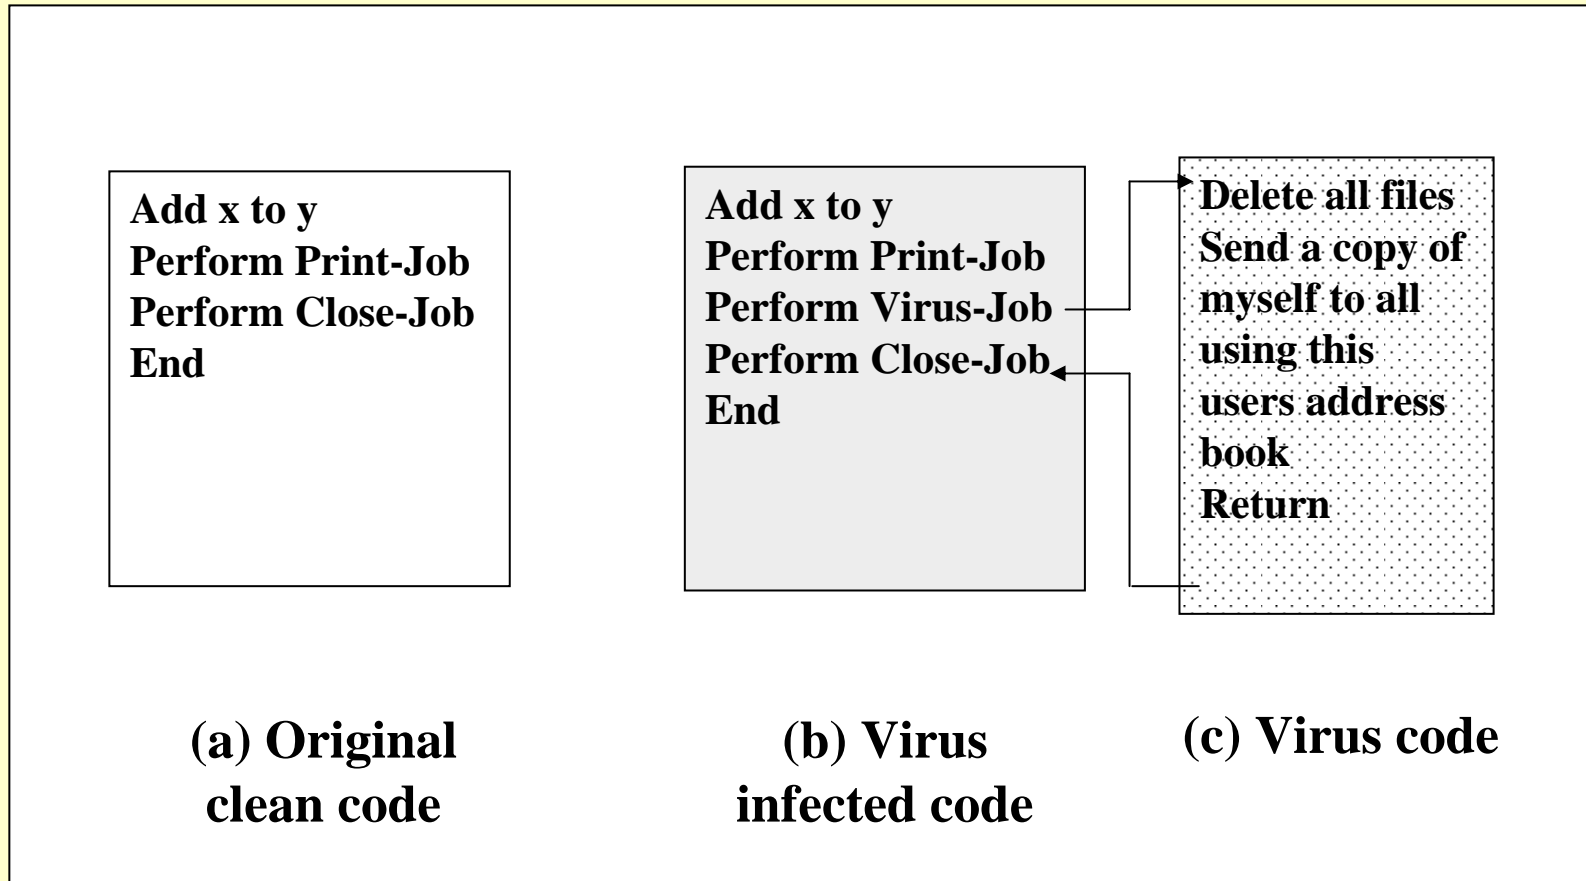 Add x to y
Perform Print-Job
Perform Close-Job
End
Add x to y
Perform Print-Job
Perform Virus-Job
Perform Close-Job
End
Delete all files
Send a copy of
myself to all
using this
users address
book
Return
(a) Original
clean code
(b) Virus
infected code
(c) Virus code